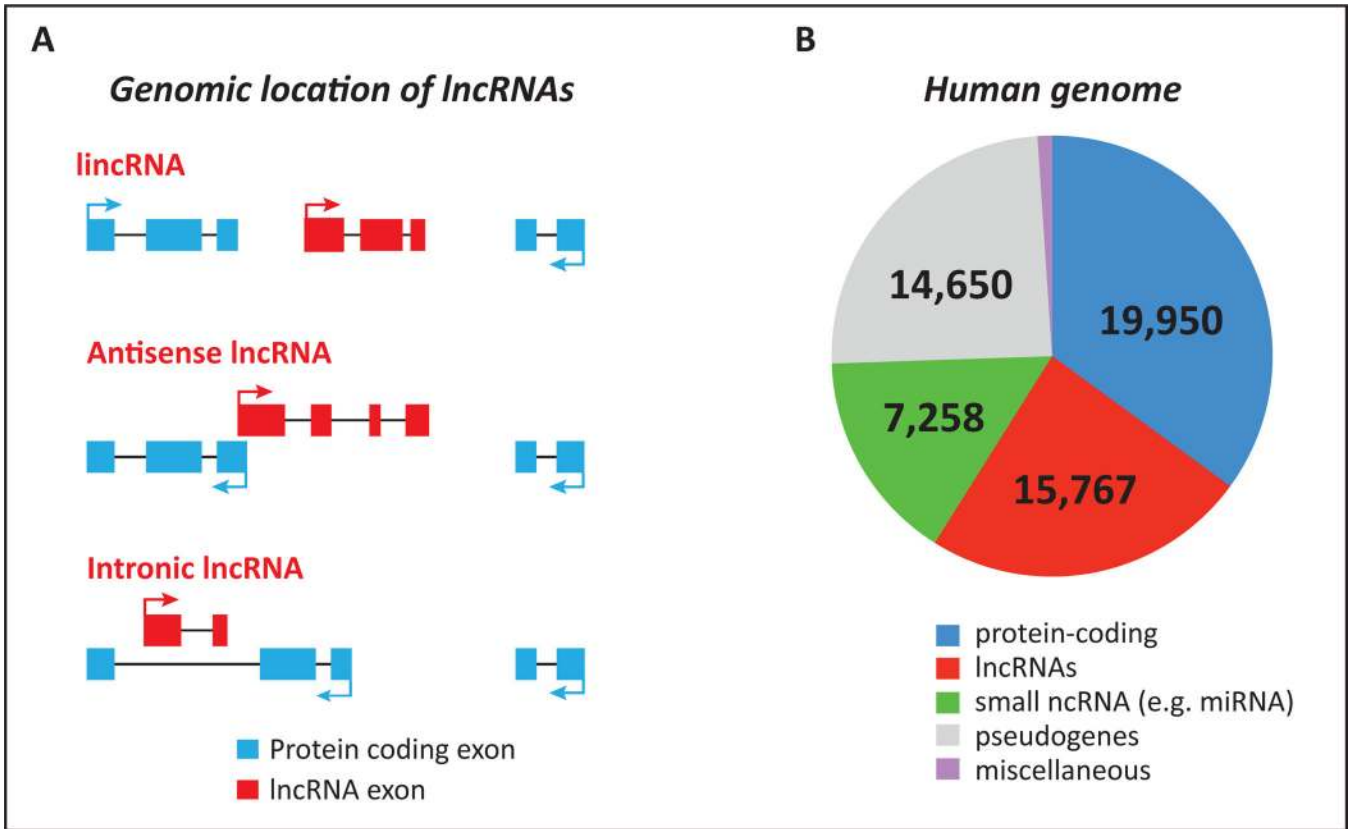 A
Genomic location of lncRNAs
lincRNA
Antisense lncRNA
Intronic lncRNA
Protein coding exon
lncRNA exon
B
Human genome
14,650
19,950
7,258
15,767
protein-coding
lncRNAs
small ncRNA (e.g. miRNA)
pseudogenes
miscellaneous